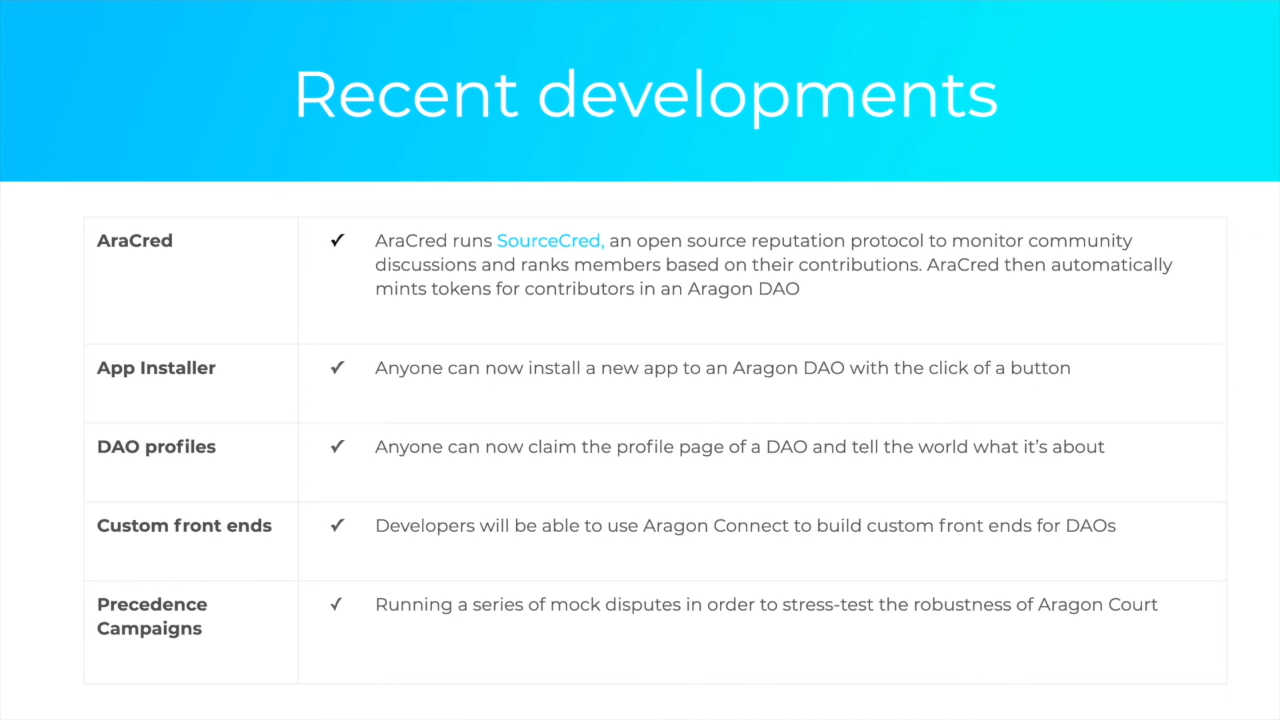 Recent developments
AraCred
✓ AraCred runs SourceCred, an open source reputation protocol to monitor community
discussions and ranks members based on their contributions. AraCred then automatically
mints tokens for contributors in an Aragon DAO
App Installer
✓ Anyone can now install a new app to an Aragon DAO with the click of a button
DAO profiles
✓ Anyone can now claim the profile page of a DAO and tell the world what it’s about
Custom front ends
✓ Developers will be able to use Aragon Connect to build custom front ends for DAOs
Precedence
Campaigns
✓ Running a series of mock disputes in order to stress-test the robustness of Aragon Court